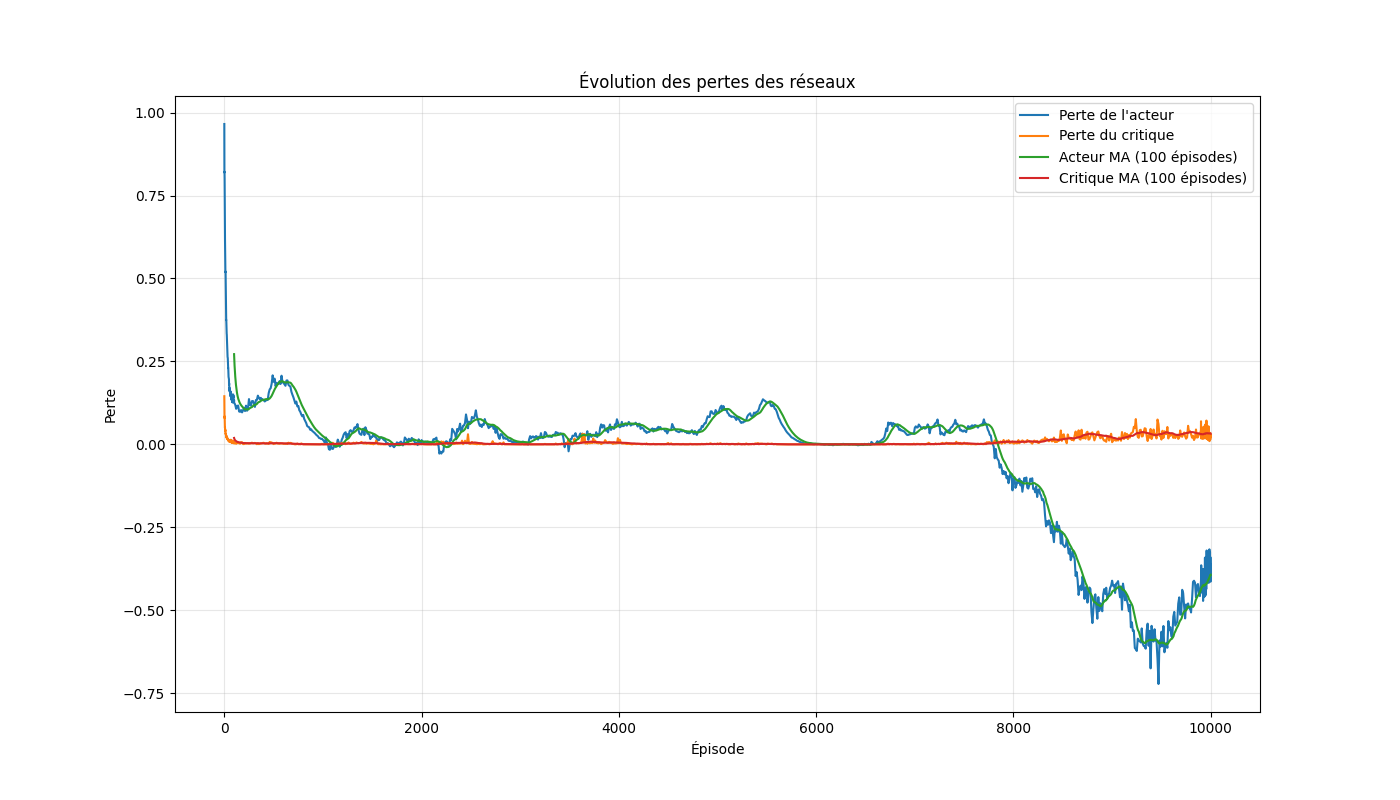 Évolution des pertes des réseaux
1.00
0.75
0.50
0.25
0.00
−0.25
−0.50
−0.75
Perte
Perte de l'acteur
Perte du critique
Acteur MA (100 épisodes)
Critique MA (100 épisodes)
0 2000 4000 6000 8000 10000
Épisode